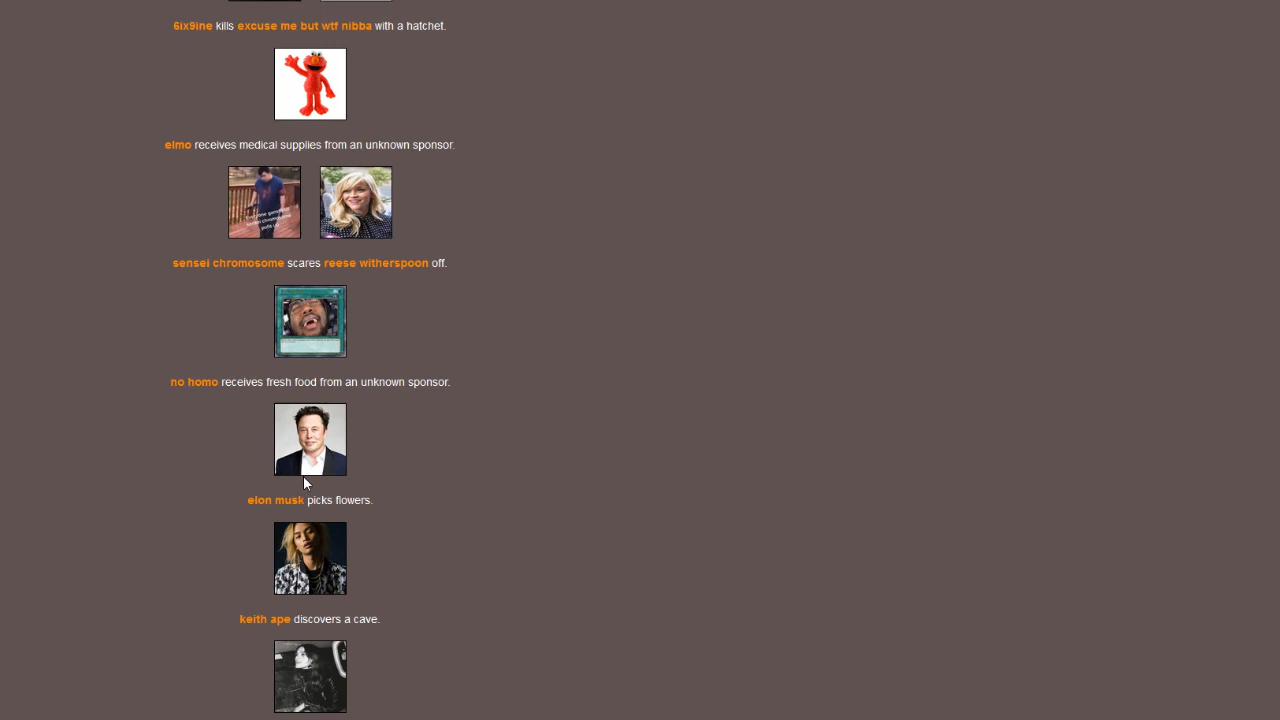 6ix9ine kills excuse me but wtf nibba with a hatchet.
elmo receives medical supplies from an unknown sponsor.
sensei chromosome scares reese witherspoon off.
no homo receives fresh food from an unknown sponsor.
elon musk picks flowers.
keith ape discovers a cave.